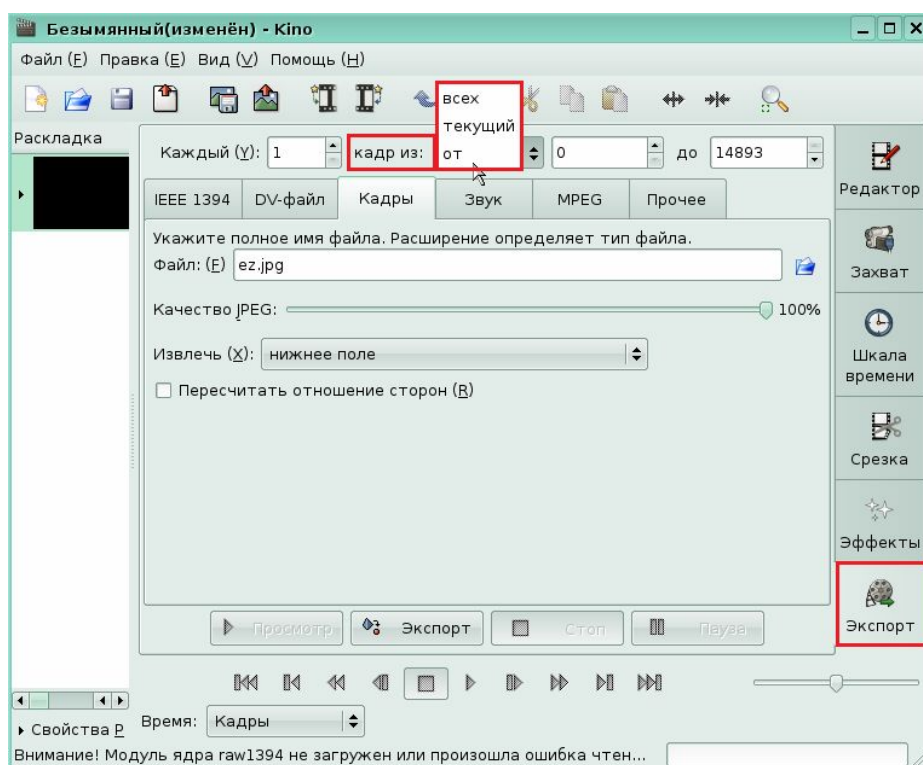 Безымянный(изменён) - Kino
Файл (F) Правка (E) Вид (V) Помощь (H)
всех
текущий
от
Раскладка
Каждый (Y): 1 кадр из: 0 до 14893
IEEE 1394 DV-файл Кадры Звук MPEG Прочее
Укажите полное имя файла. Расширение определяет тип файла.
Файл: (F) ez.jpg
Качество JPEG: 100%
Извлечь (X): нижнее поле
Пересчитать отношение сторон (R)
Редактор
Захват
Шкала
времени
Срезка
Эффекты
Экспорт
Просмотр Экспорт Стоп Пауза
Свойства P
Время: Кадры
Внимание! Модуль ядра raw1394 не загружен или произошла ошибка чтен...